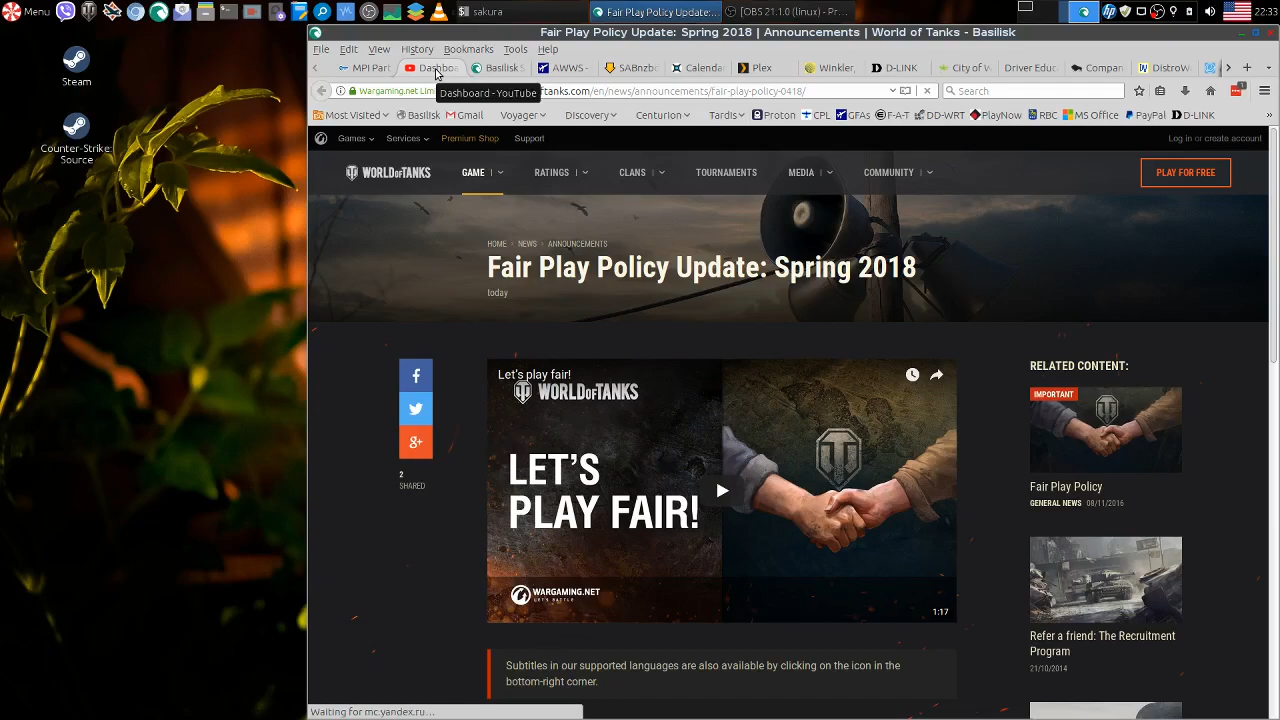 Menu
sakura
Fair Play Policy Update:...
[OBS 21.1.0 (linux) - Pr...
22:33
Steam
Counter-Strike
Source
Fair Play Policy Update: Spring 2018 | Announcements | World of Tanks - Basilisk
File Edit View History Bookmarks Tools Help
MPI Par
Dashbo
Basilisk S
AWWS -
SABnzbe
Calenda
Plex
Winkler,
D-LINK
City of W
Educ
Compan
DistroW
Wargaming.net Lim
ftanks.com/en/news/announcements/fair-play-policy-0418/
Search
Dashboard - YouTube
Most Visited
Basilisk
Gmail
Voyager
Discovery
Centurion
Tardis
Proton
CPL
GFAs
F-A-T
DD-WRT
PlayNow
RBC
MS Office
PayPal
D-LINK
Games Services Premium Shop Support
Log in or create account
WORLD OF TANKS
GAME RATINGS CLANS TOURNAMENTS MEDIA COMMUNITY
PLAY FOR FREE
HOME NEWS ANNOUNCEMENTS
Fair Play Policy Update: Spring 2018
today
2
SHARED
Let's play fair!
WORLD OF TANKS
LET'S
PLAY FAIR!
WARGAMING.NET
LET'S BATTLE
1:17
Subtitles in our supported languages are also available by clicking on the icon in the
bottom-right corner.
RELATED CONTENT:
IMPORTANT
Fair Play Policy
GENERAL NEWS 08/11/2016
Refer a friend: The Recruitment
Program
21/10/2014
Waiting for mc.yandex.ru...